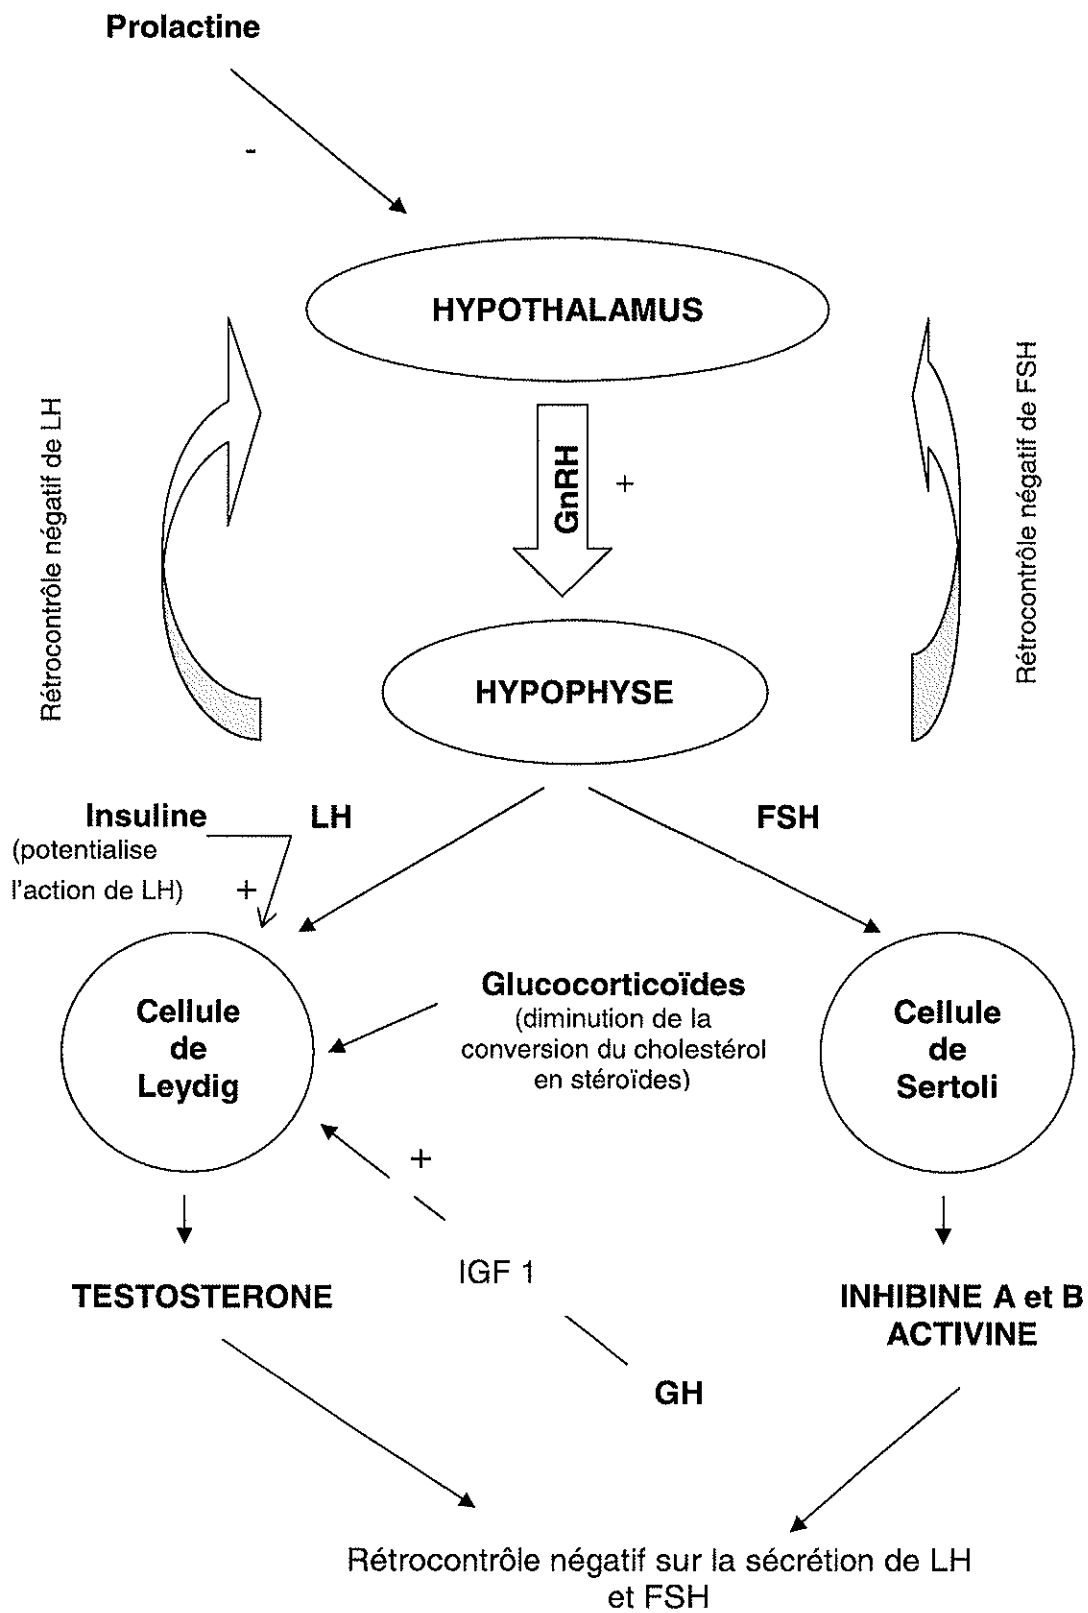 Prolactine
-
HYPOTHALAMUS
Rétrocontrôle négatif de LH
GnRH
+
Rétrocontrôle négatif de FSH
HYPOPHYSE
Insuline
(potentialise
l'action de LH)
+
LH
FSH
Cellule
de
Leydig
Glucocorticoïdes
(diminution de la
conversion du cholestérol
en stéroïdes)
Cellule
de
Sertoli
+
IGF 1
TESTOSTERONE
INHIBINE A et B
ACTIVINE
GH
Rétrocontrôle négatif sur la sécrétion de LH
et FSH